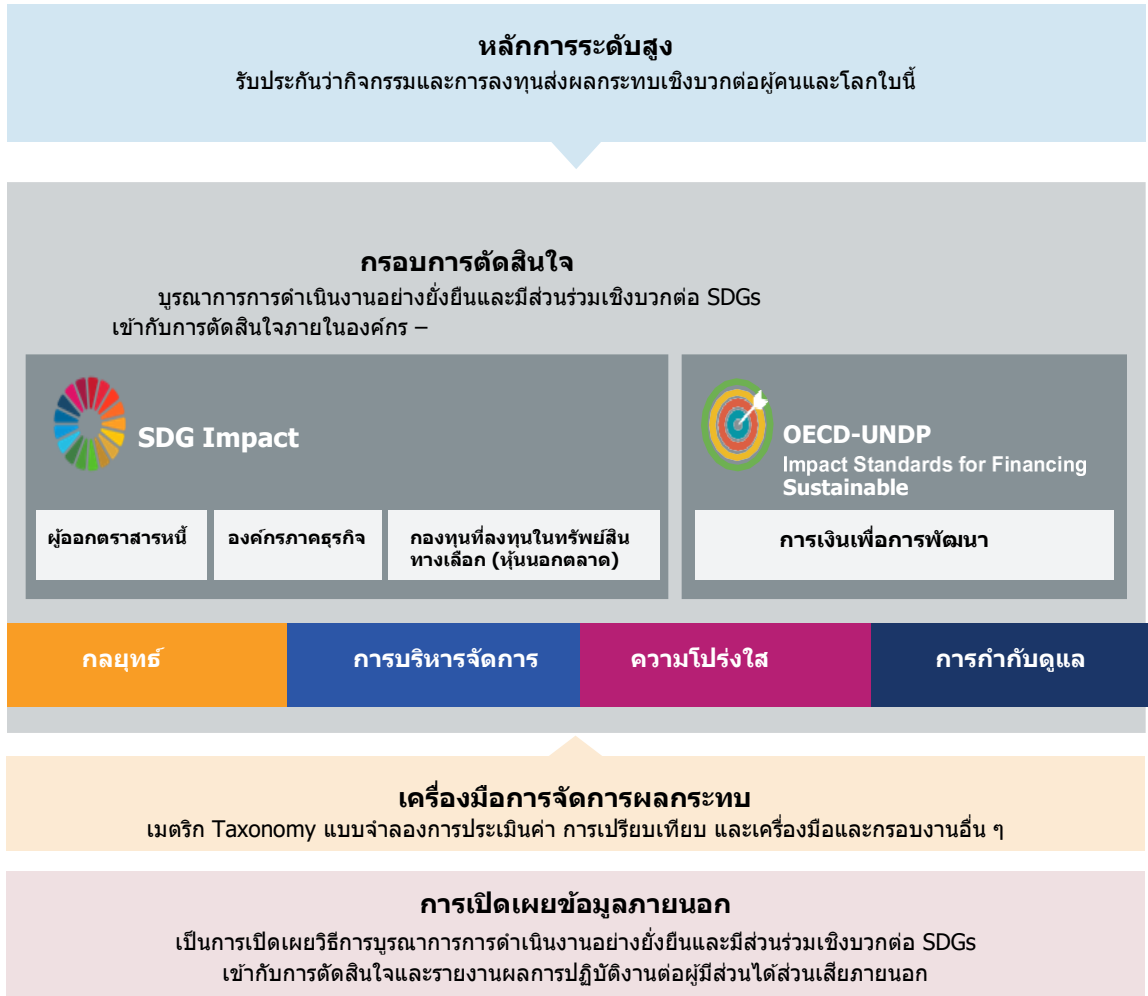 หลักการระดับสูง
รับประกันว่ากิจกรรมและการลงทุนส่งผลกระทบเชิงบวกต่อผู้คนและโลกใบนี้
กรอบการตัดสินใจ
บูรณาการการดำเนินงานอย่างยั่งยืนและมีส่วนร่วมเชิงบวกต่อ SDGs
เข้ากับการตัดสินใจภายในองค์กร –
SDG Impact
ผู้ออกตราสารหนี้
องค์กรภาคธุรกิจ
กองทุนที่ลงทุนในทรัพย์สิน
ทางเลือก (หุ้นนอกตลาด)
OECD-UNDP
Impact Standards for Financing
Sustainable
การเงินเพื่อการพัฒนา
กลยุทธ์
การบริหารจัดการ
ความโปร่งใส
การกำกับดูแล
เครื่องมือการจัดการผลกระทบ
เมตริก Taxonomy แบบจำลองการประเมินค่า การเปรียบเทียบ และเครื่องมือและกรอบงานอื่น ๆ
การเปิดเผยข้อมูลภายนอก
เป็นการเปิดเผยวิธีการบูรณาการการดำเนินงานอย่างยั่งยืนและมีส่วนร่วมเชิงบวกต่อ SDGs
เข้ากับการตัดสินใจและรายงานผลการปฏิบัติงานต่อผู้มีส่วนได้ส่วนเสียภายนอก